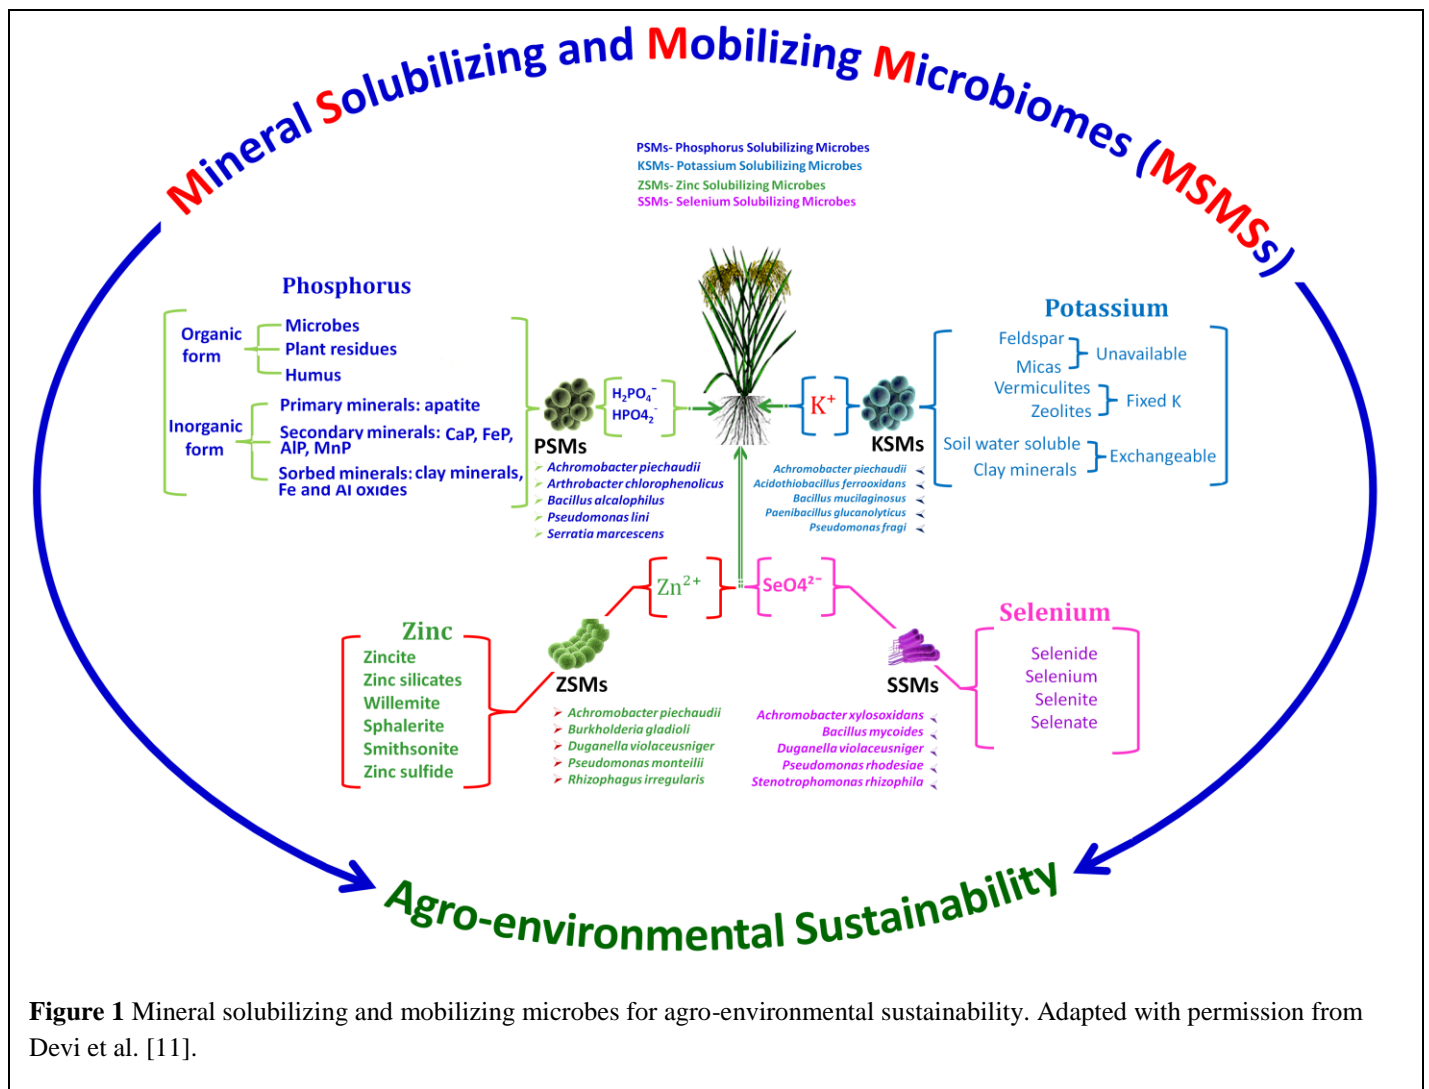 Mineral Solubilizing and Mobilizing Microbiomes (MSMSs)
PSMs- Phosphorus Solubilizing Microbes
KSMs- Potassium Solubilizing Microbes
ZSMs- Zinc Solubilizing Microbes
SSMs- Selenium Solubilizing Microbes
Phosphorus
Organic
form
Microbes
Plant residues
Humus
Inorganic
form
Primary minerals: apatite
Secondary minerals: CaP, FeP,
AlP, MnP
Sorbed minerals: clay minerals,
Fe and Al oxides
PSMs
H₂PO₄⁻
HPO4₂⁻
Achromobacter piechaudii
Arthrobacter chlorophenolicus
Bacillus alcalophilus
Pseudomonas lini
Serratia marcescens
K⁺
KSMs
Achromobacter piechaudii
Acidothiobacillus ferrooxidans
Bacillus mucilaginosus
Paenibacillus glucanolyticus
Pseudomonas fragi
Potassium
Feldspar
Micas
Unavailable
Vermiculites
Zeolites
Fixed K
Soil water soluble
Clay minerals
Exchangeable
Zinc
Zincite
Zinc silicates
Willemite
Sphalerite
Smithsonite
Zinc sulfide
Zn²⁺
ZSMs
Achromobacter piechaudii
Burkholderia gladioli
Duganella violaceusniger
Pseudomonas monteilii
Rhizophagus irregularis
SeO4²⁻
SSMs
Achromobacter xylosoxidans
Bacillus mycoides
Duganella violaceusniger
Pseudomonas rhodesiae
Stenotrophomonas rhizophila
Selenium
Selenide
Selenium
Selenite
Selenate
Agro-environmental Sustainability
Figure 1 Mineral solubilizing and mobilizing microbes for agro-environmental sustainability. Adapted with permission from
Devi et al. [11].